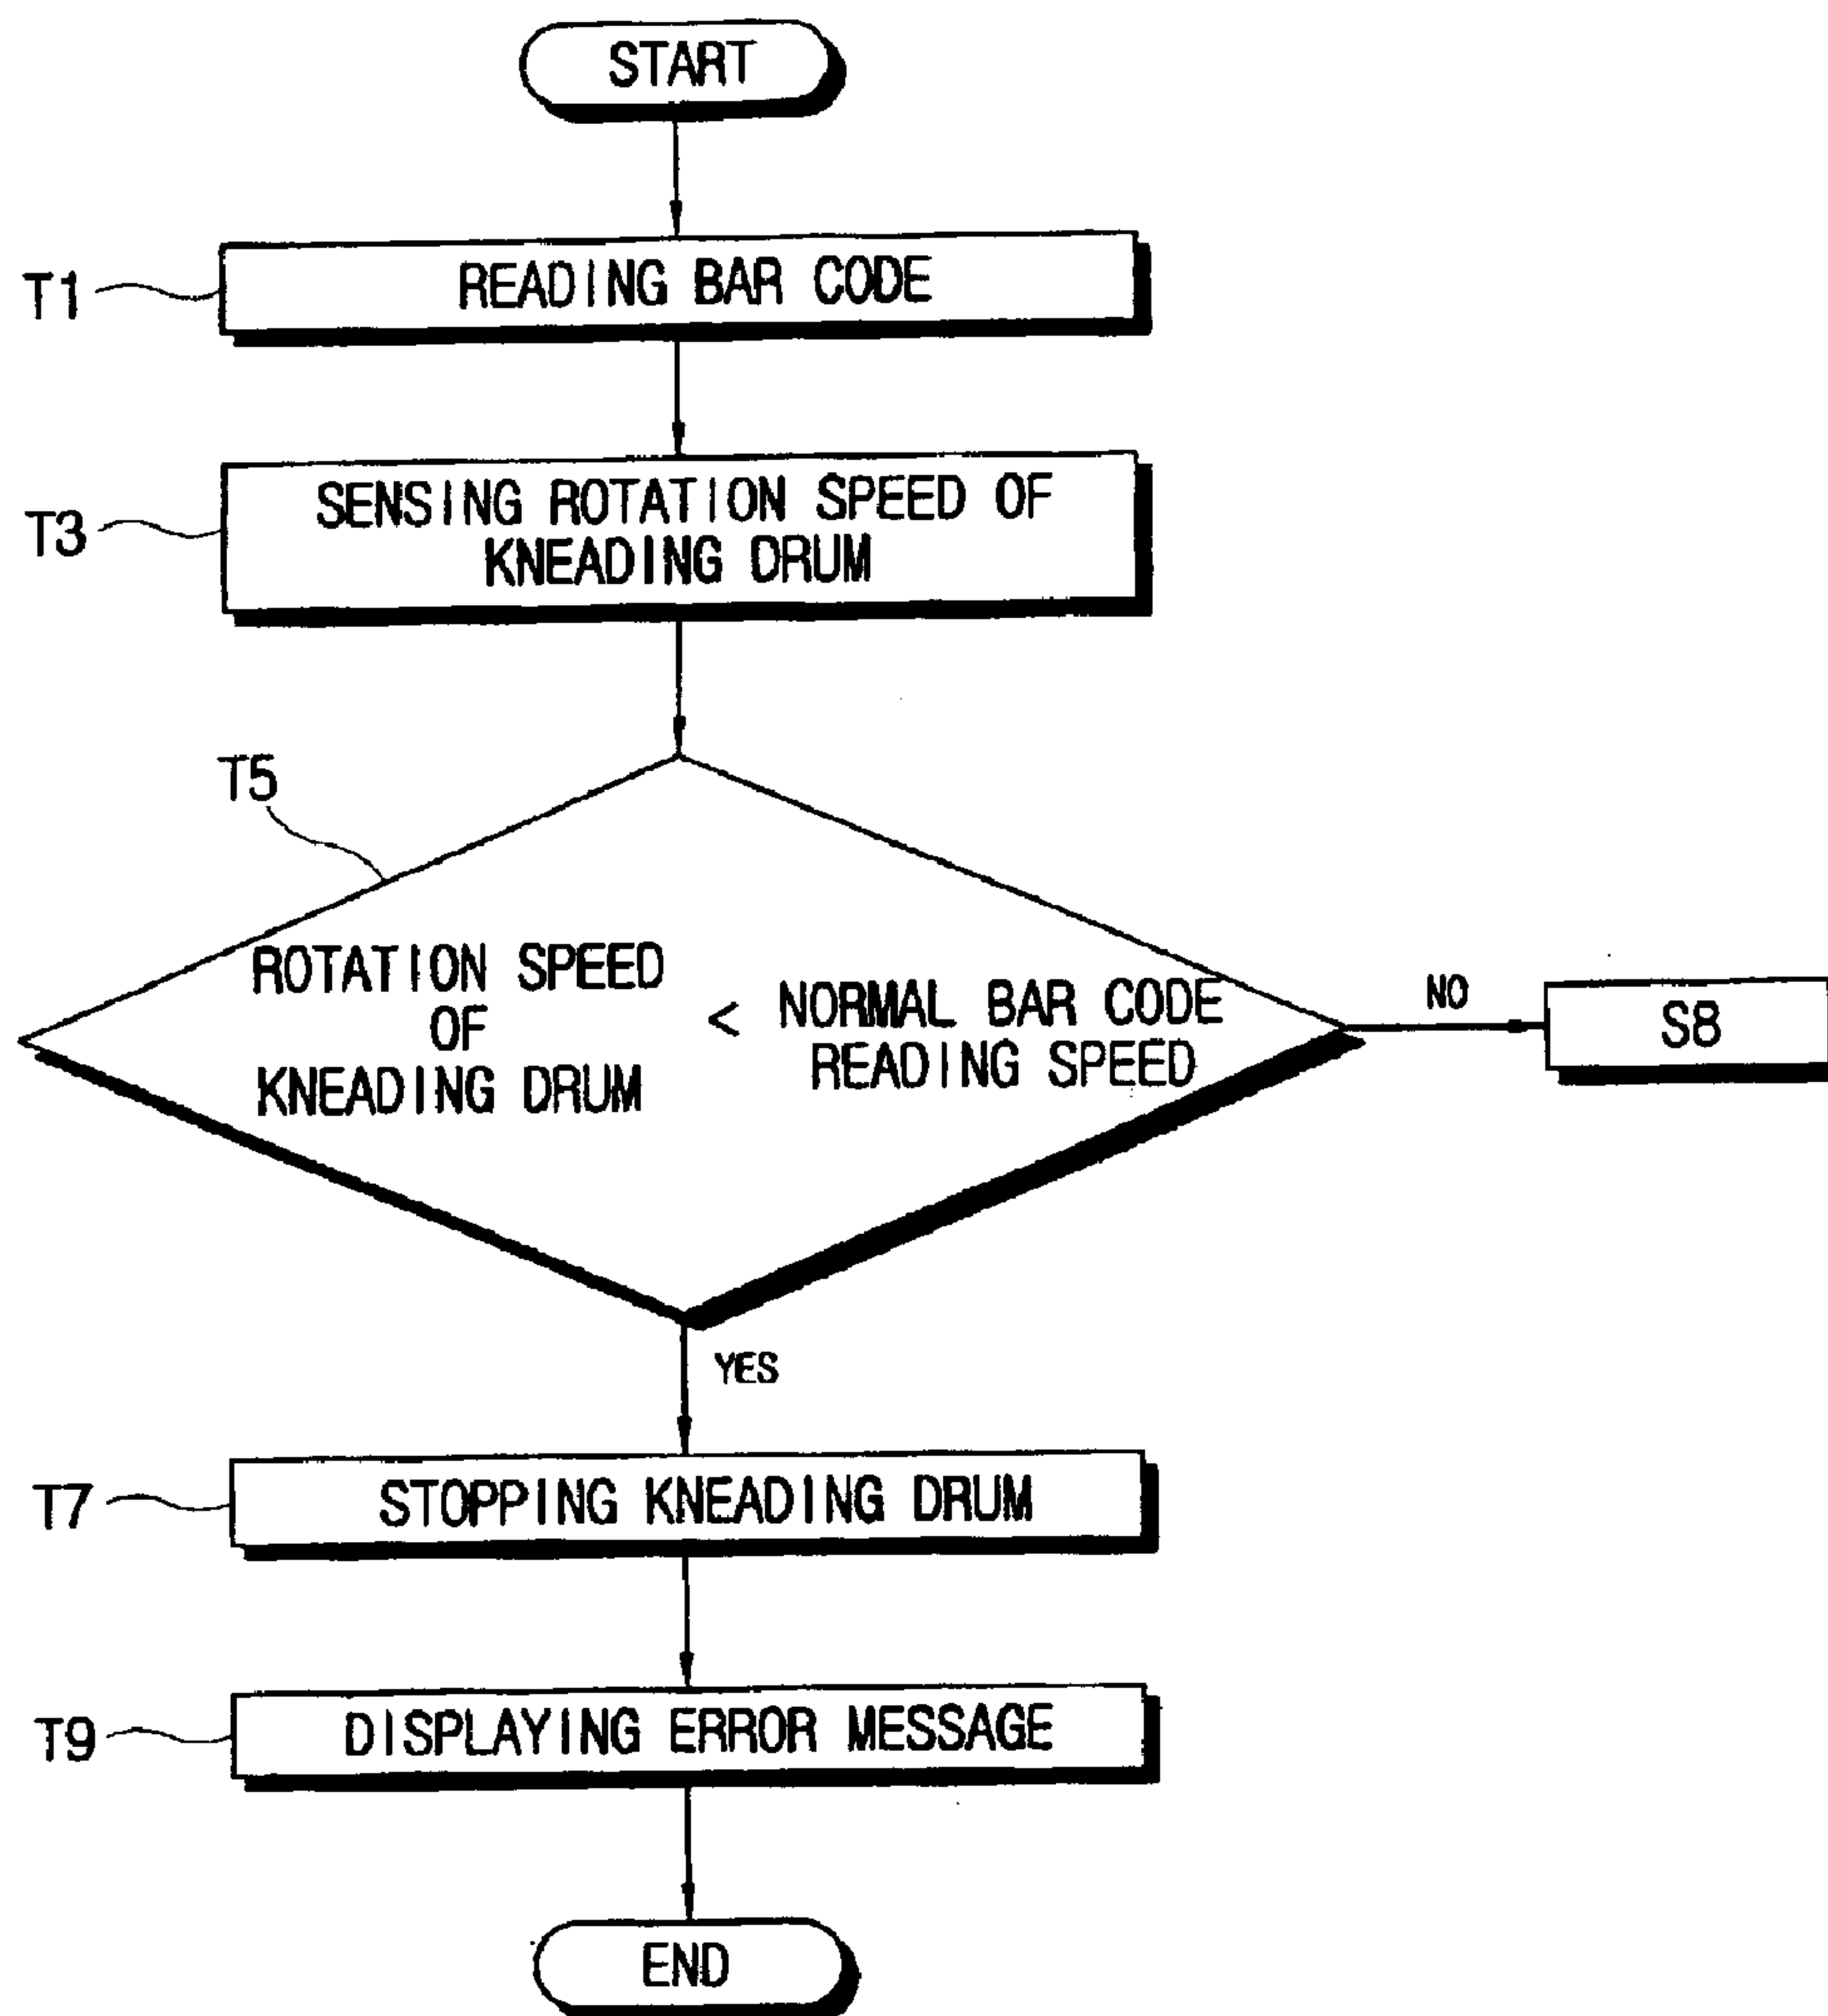 START
T1
READING BAR CODE
T3
SENSING ROTATION SPEED OF
KNEADING DRUM
T5
ROTATION SPEED
OF
KNEADING DRUM
<
NORMAL BAR CODE
READING SPEED
NO
S8
YES
T7
STOPPING KNEADING DRUM
T9
DISPLAYING ERROR MESSAGE
END